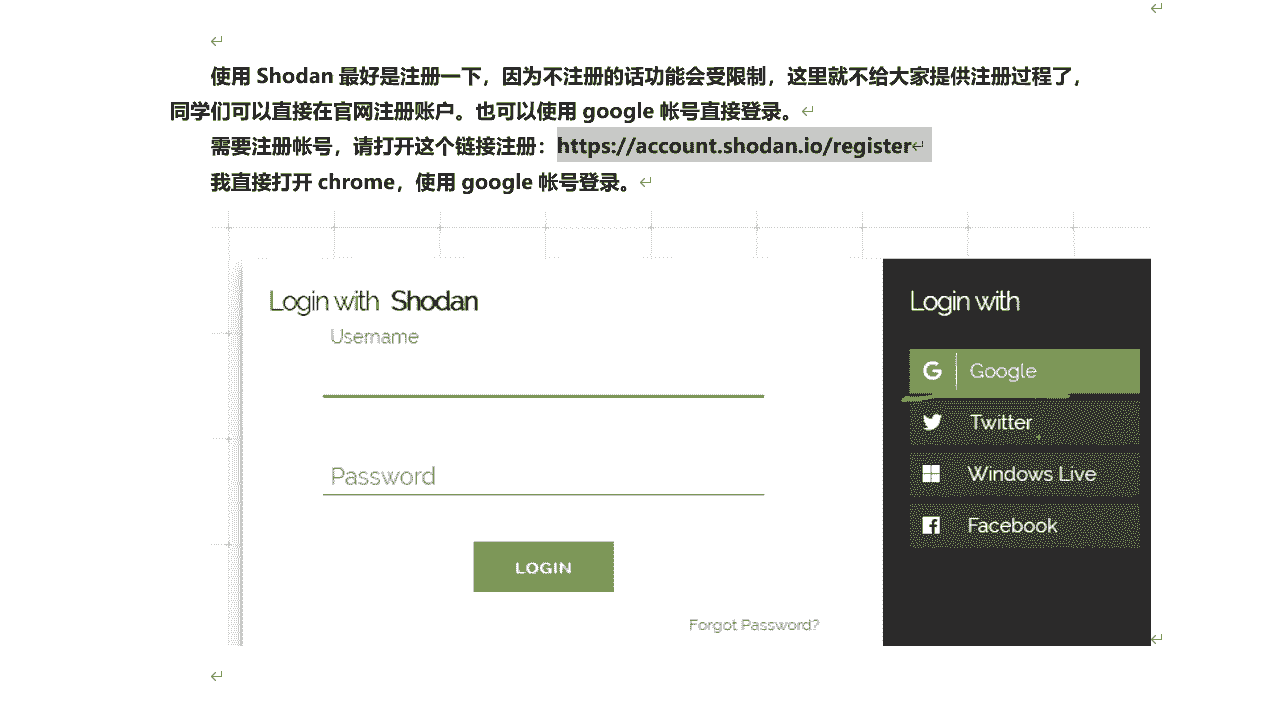 使用 Shodan 最好是注册一下，因为不注册的话功能会受限制，这里就不给大家提供注册过程了，
同学们可以直接在官网注册账户。也可以使用 google 帐号直接登录。
需要注册帐号，请打开这个链接注册：https://account.shodan.io/register
我直接打开 chrome，使用 google 帐号登录。
Login with Shodan
Username
Password
LOGIN
Forgot Password?
Login with
Google
Twitter
Windows Live
Facebook